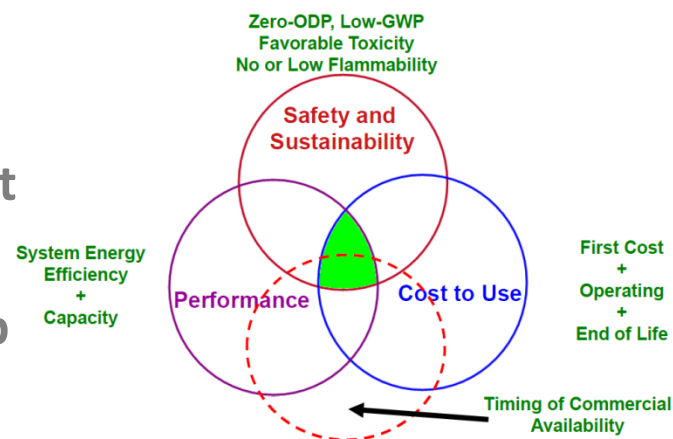 Zero-ODP, Low-GWP
Favorable Toxicity
No or Low Flammability
Safety and
Sustainability
t
System Energy
Efficiency
+
Capacity
Performance
Cost to Use
First Cost
+
Operating
+
End of Life
Timing of Commercial
Availability